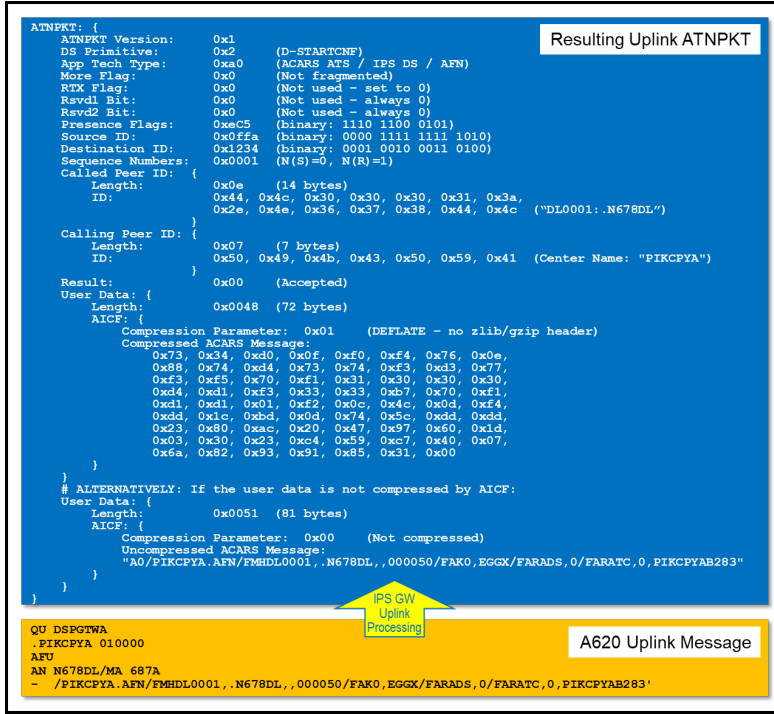 ATNPKT: {
Resulting Uplink ATNPKT
ATNPKT Version: 0x1
DS Primitive: 0x2 (D-STARTCNF)
App Tech Type: 0xa0 (ACARS ATS / IPS DS / AFN)
More Flag: 0x0 (Not fragmented)
RTX Flag: 0x0 (Not used – set to 0)
Rsvd1 Bit: 0x0 (Not used – always 0)
Rsvd2 Bit: 0x0 (Not used – always 0)
Presence Flags: 0xeC5 (binary: 1110 1100 0101)
Source ID: 0x0ffa (binary: 0000 1111 1111 1010)
Destination ID: 0x1234 (binary: 0001 0010 0011 0100)
Sequence Numbers: 0x0001 (N(S)=0, N(R)=1)
Called Peer ID: {
Length: 0x0e (14 bytes)
ID: 0x44, 0x4c, 0x30, 0x30, 0x30, 0x31, 0x3a,
0x2e, 0x4e, 0x36, 0x37, 0x38, 0x44, 0x4c (“DL0001:.N678DL”)
}
Calling Peer ID: {
Length: 0x07 (7 bytes)
ID: 0x50, 0x49, 0x4b, 0x43, 0x50, 0x59, 0x41 (Center Name: "PIKCPYA")
}
Result: 0x00 (Accepted)
User Data: {
Length: 0x0048 (72 bytes)
AICF: {
Compression Parameter: 0x01 (DEFLATE – no zlib/gzip header)
Compressed ACARS Message:
0x73, 0x34, 0xd0, 0x0f, 0xf0, 0xf4, 0x76, 0x0e,
0x88, 0x74, 0xd4, 0x73, 0x74, 0xf3, 0xd3, 0x77,
0xf3, 0xf5, 0x70, 0xf1, 0x31, 0x30, 0x30, 0x30,
0xd4, 0xd1, 0xf3, 0x33, 0x33, 0xb7, 0x70, 0xf1,
0xd1, 0xd1, 0x01, 0xf2, 0x0c, 0x4c, 0x0d, 0xf4,
0xdd, 0x1c, 0xbd, 0x0d, 0x74, 0x5c, 0xdd, 0xdd,
0x23, 0x80, 0xac, 0x20, 0x47, 0x97, 0x60, 0x1d,
0x03, 0x30, 0x23, 0xc4, 0x59, 0xc7, 0x40, 0x07,
0x6a, 0x82, 0x93, 0x91, 0x85, 0x31, 0x00
}
}
# ALTERNATIVELY: If the user data is not compressed by AICF:
User Data: {
Length: 0x0051 (81 bytes)
AICF: {
Compression Parameter: 0x00 (Not compressed)
Uncompressed ACARS Message:
"A0/PIKCPYA.AFN/FMHDL0001,.N678DL,,000050/FAK0,EGGX/FARADS,0/FARATC,0,PIKCPYAB283"
}
}
}
IPS GW
Uplink
Processing
QU DSPGTWA
A620 Uplink Message
.PIKCPYA 010000
AFU
AN N678DL/MA 687A
- /PIKCPYA.AFN/FMHDL0001,.N678DL,,000050/FAK0,EGGX/FARADS,0/FARATC,0,PIKCPYAB283'